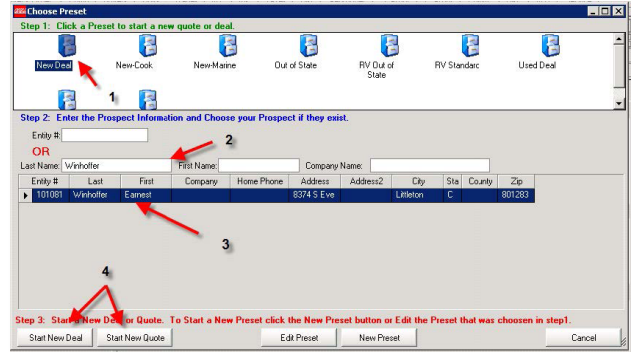 Choose Preset
Step 1: Click a Preset to start a new quote or deal.
New Deal New-Cook New-Marine Out of State RV Out of State RV Standarc Used Deal
1
Step 2: Enter the Prospect Information and Choose your Prospect if they exist.
Entity #:
2
OR
Last Name: Winhoffer First Name: Company Name:
Entity # Last First Company Home Phone Address Address2 City Sta County Zip
101081 Winhoffer Earnest 8374 S Eve Littleton C 801283
3
4
Step 3: Start a New Deal or Quote. To Start a New Preset click the New Preset button or Edit the Preset that was choosen in step1.
Start New Deal Start New Quote Edit Preset New Preset Cancel